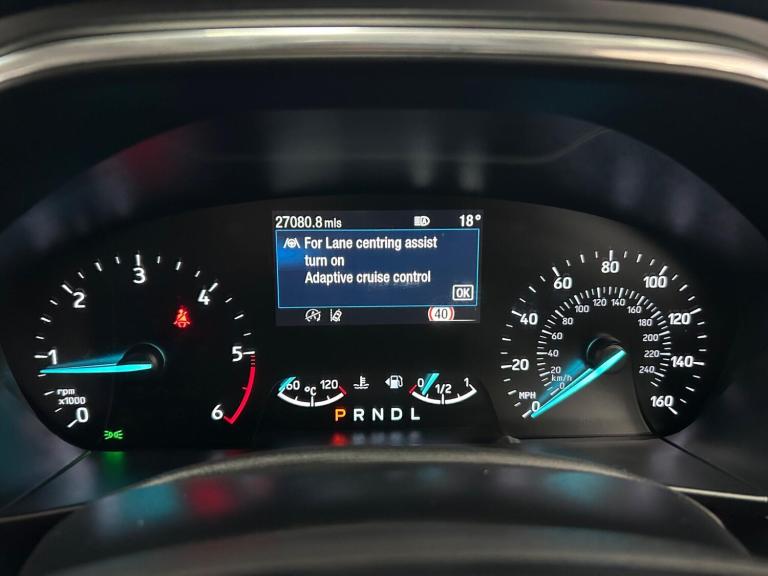 27080.8 mls 18°
For Lane centring assist
turn on
Adaptive cruise control
OK
40
0 1 2 3 4 5 6
rpm
x1000
60 °C 120
0 1/2 1
P R N D L
0 20 40 60 80 100 120 140 160
MPH
0 20 40 60 80 100 120 140 160 180 200 220 240
km/h
A